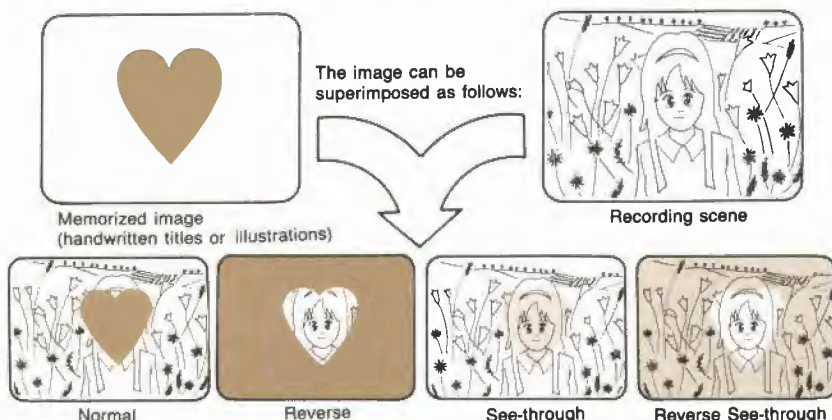 The image can be
superimposed as follows:
Memorized image
(handwritten titles or illustrations)
Recording scene
Normal
Reverse
See-through
Reverse See-through